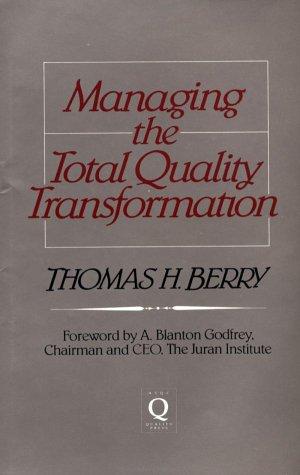 Managing
the
Total Quality
Transformation
THOMAS H. BERRY
Foreword by A. Blanton Godfrey,
Chairman and CEO, The Juran Institute
ASQC
Q
QUALITY PRESS